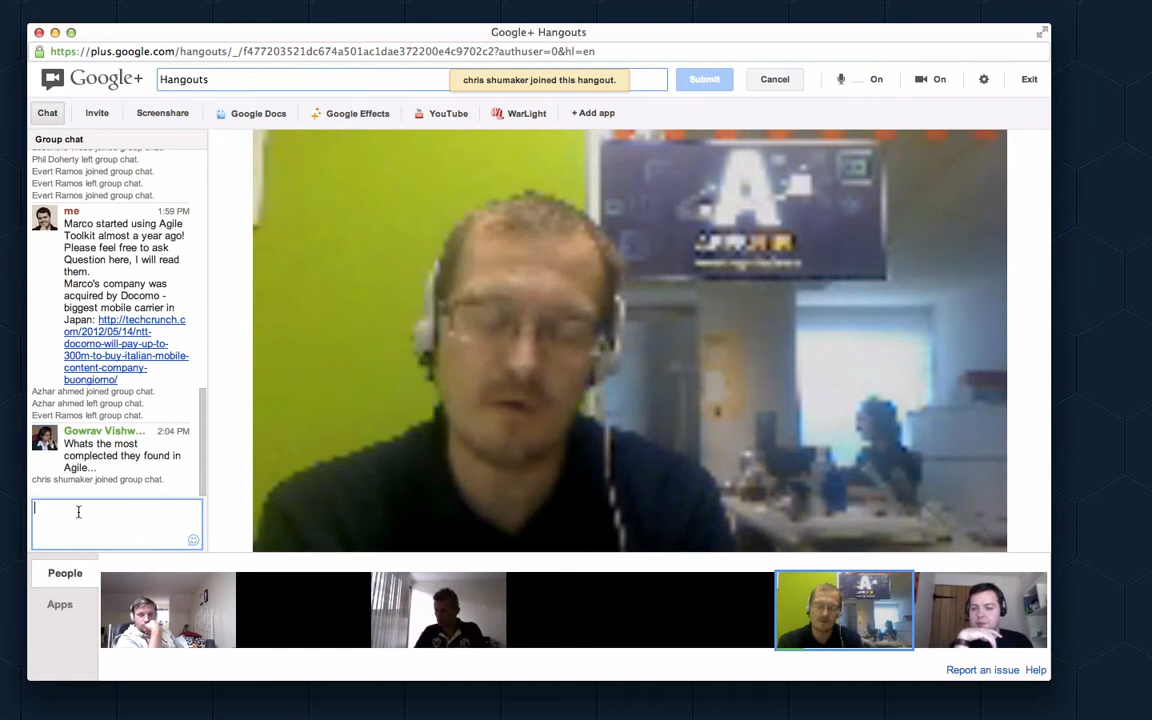 Google+ Hangouts
https://plus.google.com/hangouts/_/f477203521dc674a501ac1dae372200e4c9702c2?authuser=0&hl=en
Google+
Hangouts
chris shumaker joined this hangout.
Submit
Cancel
On
On
Exit
Chat
Invite
Screenshare
Google Docs
Google Effects
YouTube
WarLight
+ Add app
Group chat
Phil Doherty left group chat.
Evert Ramos joined group chat.
Evert Ramos left group chat.
Evert Ramos joined group chat.
me 1:59 PM
Marco started using Agile
Toolkit almost a year ago!
Please feel free to ask
Question here, I will read
them.
Marco's company was
acquired by Docomo -
biggest mobile carrier in
Japan: http://techcrunch.c
om/2012/05/14/ntt-
docomo-will-pay-up-to-
300m-to-buy-italian-mobile-
content-company-
buongiorno/
Azhar ahmed joined group chat.
Azhar ahmed left group chat.
Evert Ramos left group chat.
Gowrav Vishw... 2:04 PM
Whats the most
complected they found in
Agile...
chris shumaker joined group chat.
A
People
Apps
Report an issue
Help